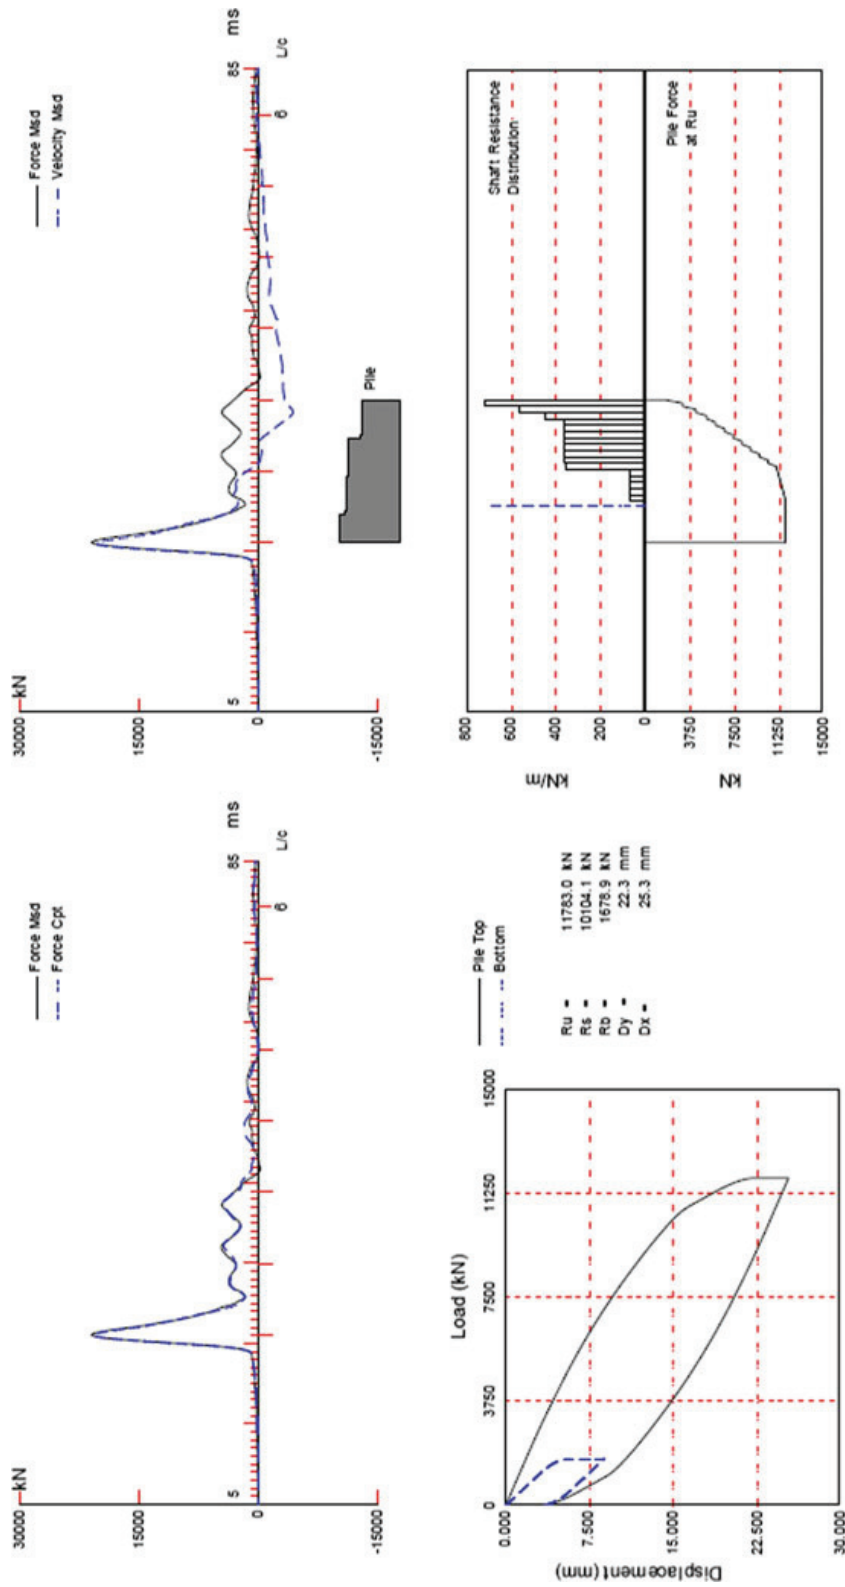 30000
kN
15000
0
-15000
5
85
ms
6
L/c
Force Msd
Force Cpt
30000
kN
15000
0
-15000
5
85
ms
6
L/c
Force Msd
Velocity Msd
Pile
Load (kN)
0
3750
7500
11250
15000
0.000
7.500
15.000
22.500
30.000
Displacement (mm)
Pile Top
Bottom
Ru = 11783.0 kN
Rs = 10104.1 kN
Rb = 1678.9 kN
Dy = 22.3 mm
Dx = 25.3 mm
800
600
400
200
0
3750
7500
11250
15000
kN/m
kN
Shaft Resistance
Distribution
Pile Force
at Ru